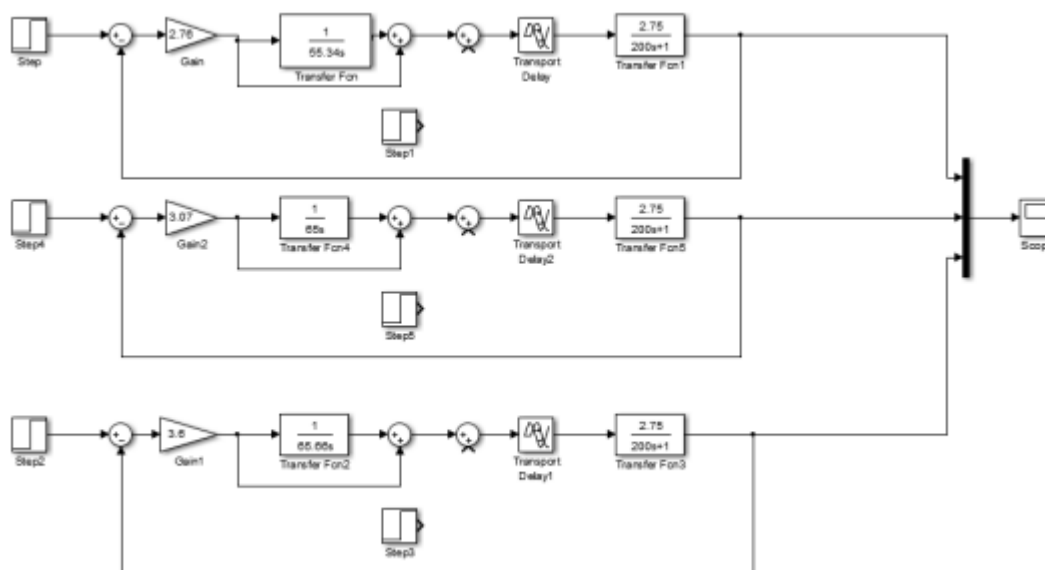 2.76
1
55.34s
2.75
200s+1
Step
Gain
Transfer Fcn
Transport
Delay
Transfer Fcn1
Step1
3.07
1
65s
2.75
200s+1
Step4
Gain2
Transfer Fcn4
Transport
Delay2
Transfer Fcn5
Scop
Step5
3.6
1
65.66s
2.75
200s+1
Step2
Gain1
Transfer Fcn2
Transport
Delay1
Transfer Fcn3
Step3